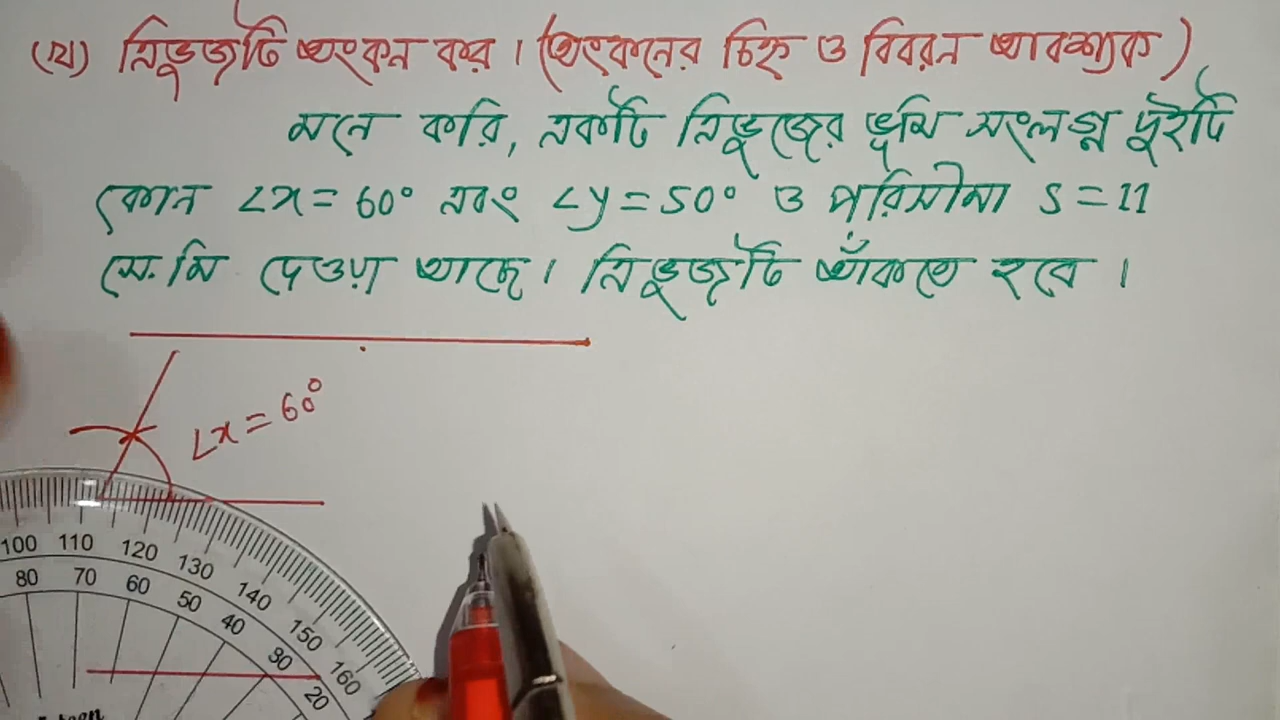 (খ) ত্রিভুজটি অংকন কর। (অংকনের চিহ্ন ও বিবরন আবশ্যক)
মনে করি, একটি ত্রিভুজের ভূমি সংলগ্ন দুইটি
কোন ∠x = 60° এবং ∠y = 50° ও পরিসীমা S = 11
সে.মি দেওয়া আছে। ত্রিভুজটি আঁকতে হবে।
∠x = 60°
100 110 120 130 140 150 160
80 70 60 50 40 30 20